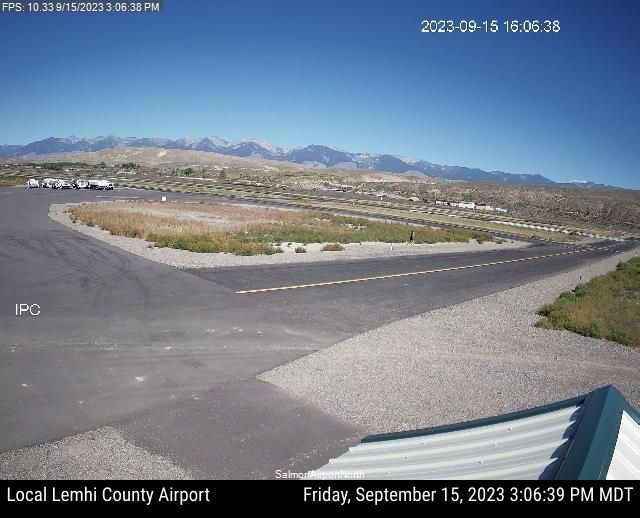 FPS: 10.33 9/15/2023 3:06:38 PM
2023-09-15 16:06:38
IPC
SalmonAirportNorth
Local Lemhi County Airport
Friday, September 15, 2023 3:06:39 PM MDT